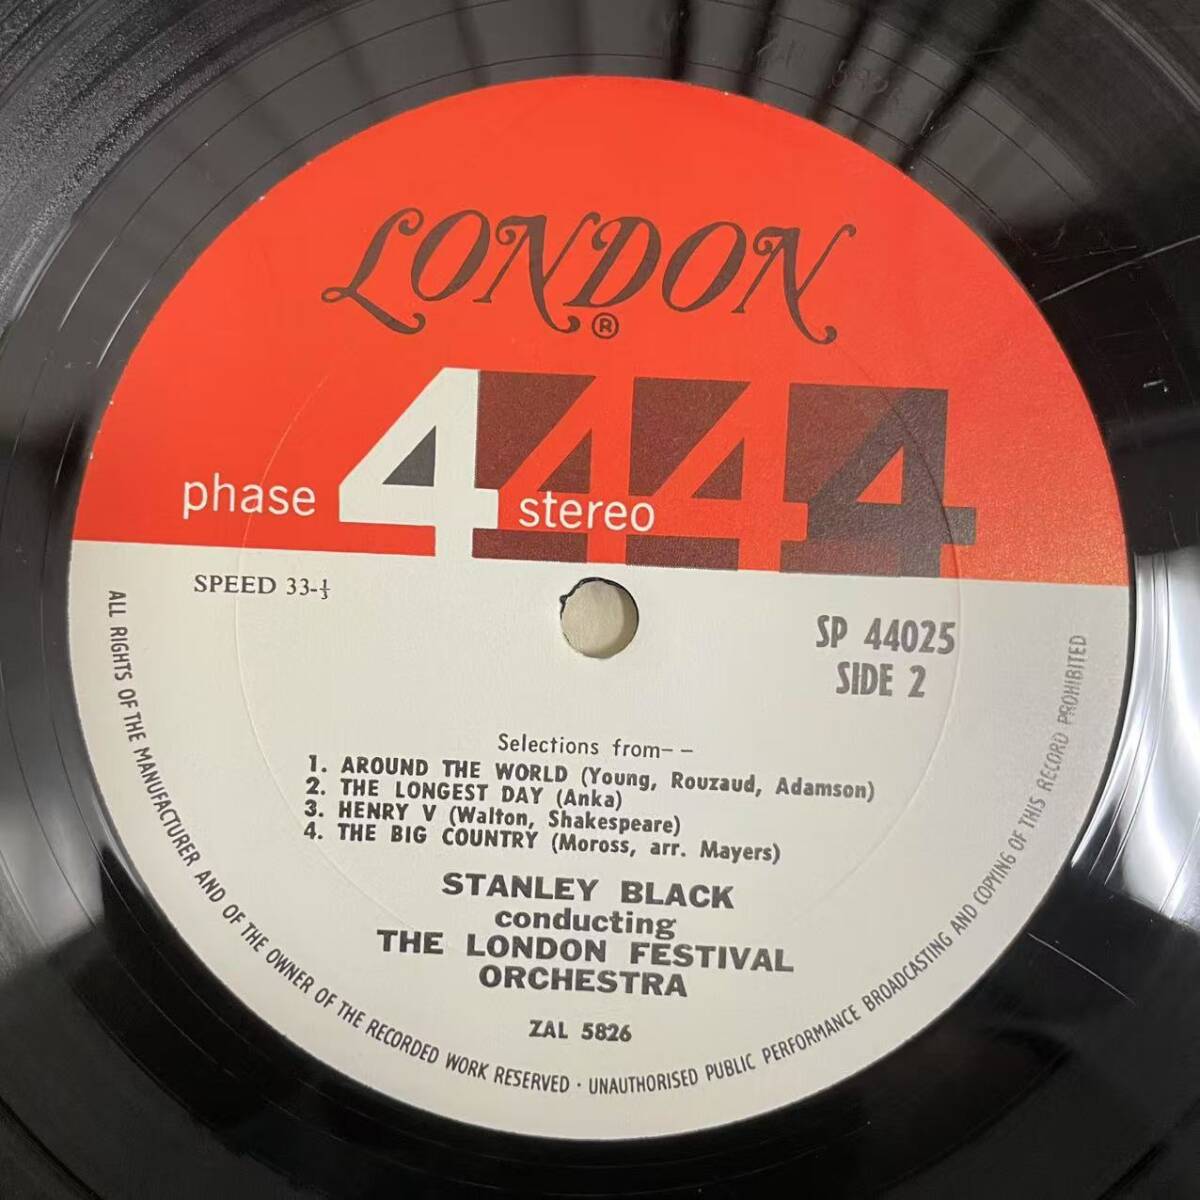 LONDON
®
phase 4 stereo 4 4 4
SPEED 33-⅓
SP 44025
SIDE 2
Selections from--
1. AROUND THE WORLD (Young, Rouzaud, Adamson)
2. THE LONGEST DAY (Anka)
3. HENRY V (Walton, Shakespeare)
4. THE BIG COUNTRY (Moross, arr. Mayers)
STANLEY BLACK
conducting
THE LONDON FESTIVAL
ORCHESTRA
ZAL 5826
ALL RIGHTS OF THE MANUFACTURER AND OF THE OWNER OF THE RECORDED WORK RESERVED · UNAUTHORISED PUBLIC PERFORMANCE BROADCASTING AND COPYING OF THIS RECORD PROHIBITED